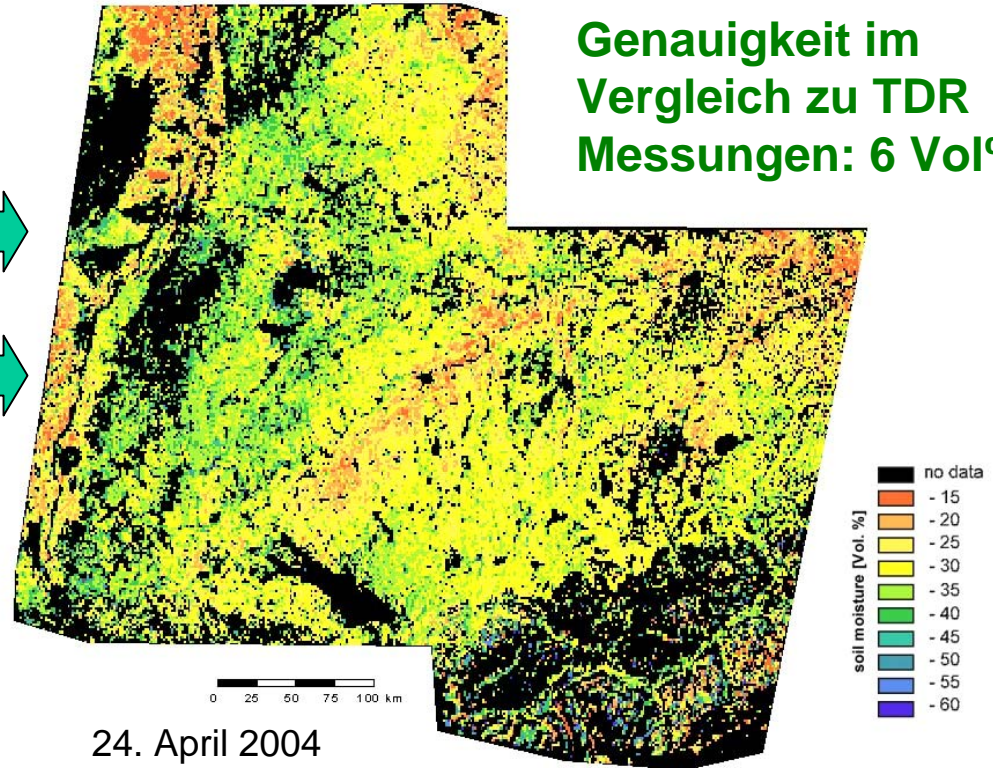 Genauigkeit im
Vergleich zu TDR
Messungen: 6 Vol%
no data
- 15
- 20
- 25
- 30
- 35
- 40
- 45
- 50
- 55
- 60
soil moisture [Vol. %]
0 25 50 75 100 km
24. April 2004